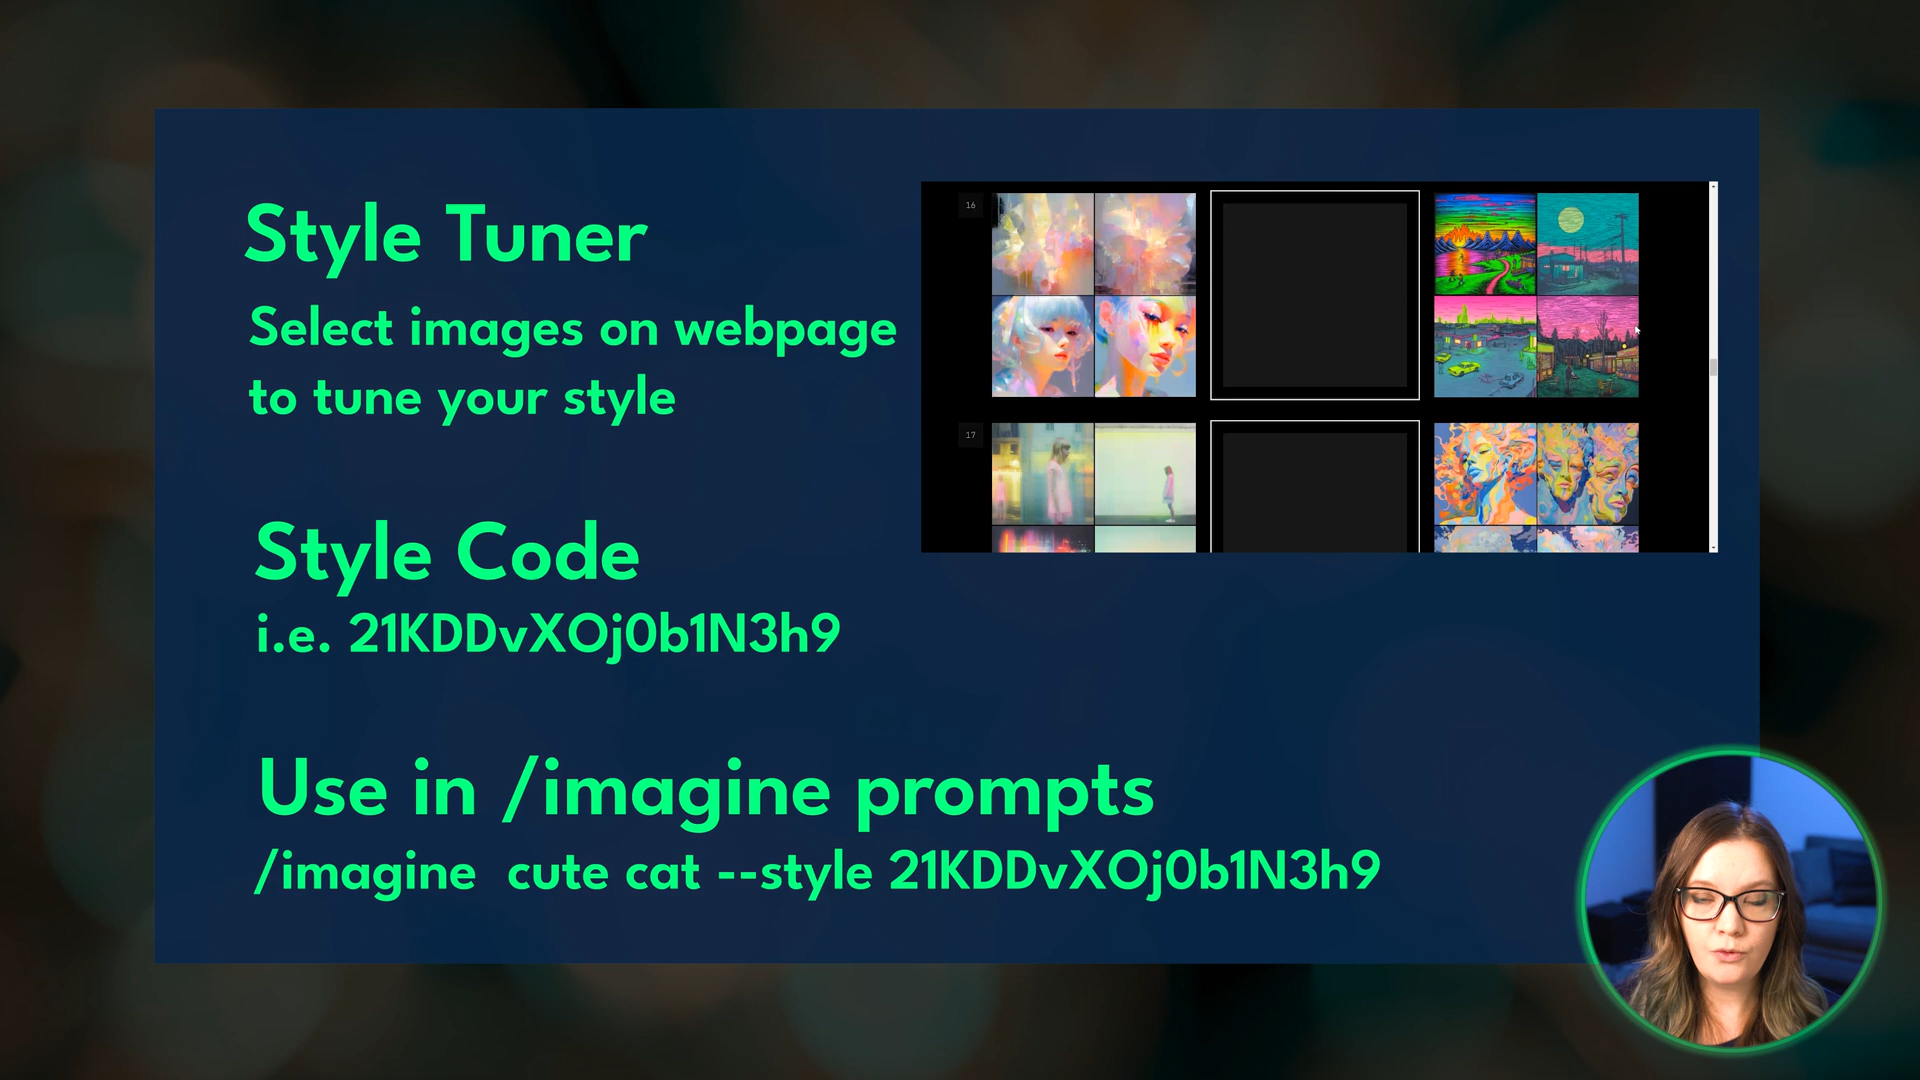 Style Tuner
Select images on webpage
to tune your style
16
17
Style Code
i.e. 21KDDvXOj0b1N3h9
Use in /imagine prompts
/imagine  cute cat --style 21KDDvXOj0b1N3h9